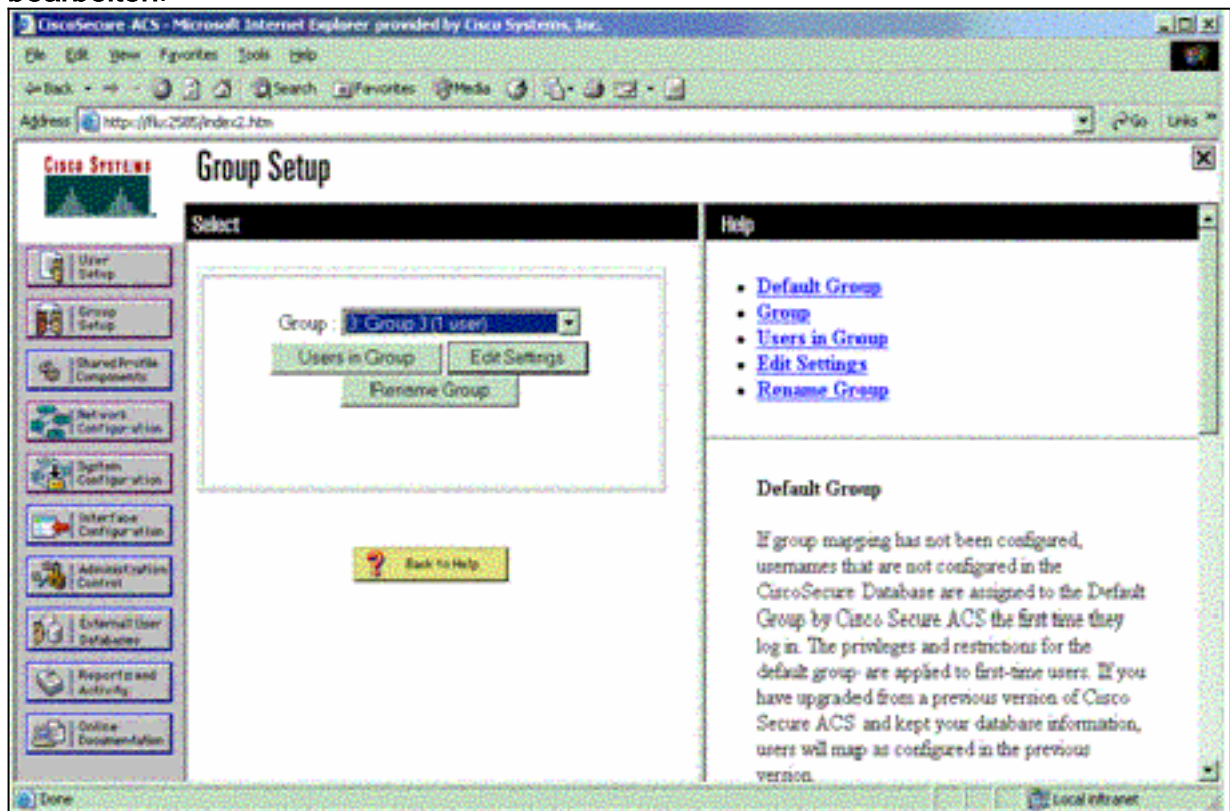 bearbeiten.
CiscoSecure ACS - Microsoft Internet Explorer provided by Cisco Systems, Inc.
File Edit View Favorites Tools Help
Back Search Favorites Media
Address http://fluc2585/index2.htm Go Links
CISCO SYSTEMS
Group Setup
Select
Help
User Setup
Group Setup
Shared Profile Components
Network Configuration
System Configuration
Interface Configuration
Administration Control
External User Databases
Reports and Activity
Online Documentation
Group : 3: Group 3 (1 user)
Users in Group Edit Settings
Rename Group
Back to Help
Default Group
Group
Users in Group
Edit Settings
Rename Group
Default Group
If group mapping has not been configured,
usernames that are not configured in the
CiscoSecure Database are assigned to the Default
Group by Cisco Secure ACS the first time they
log in. The privileges and restrictions for the
default group are applied to first-time users. If you
have upgraded from a previous version of Cisco
Secure ACS and kept your database information,
users will map as configured in the previous
version.
Done
Local intranet